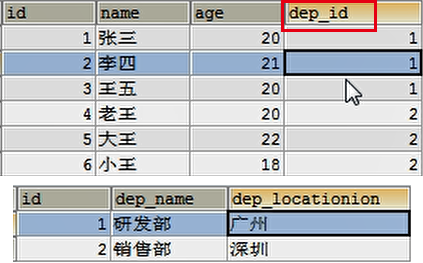 id name age dep_id
1 张三 20 1
2 李四 21 1
3 王五 20 1
4 老王 20 2
5 大王 22 2
6 小王 18 2
id dep_name dep_locationion
1 研发部 广州
2 销售部 深圳